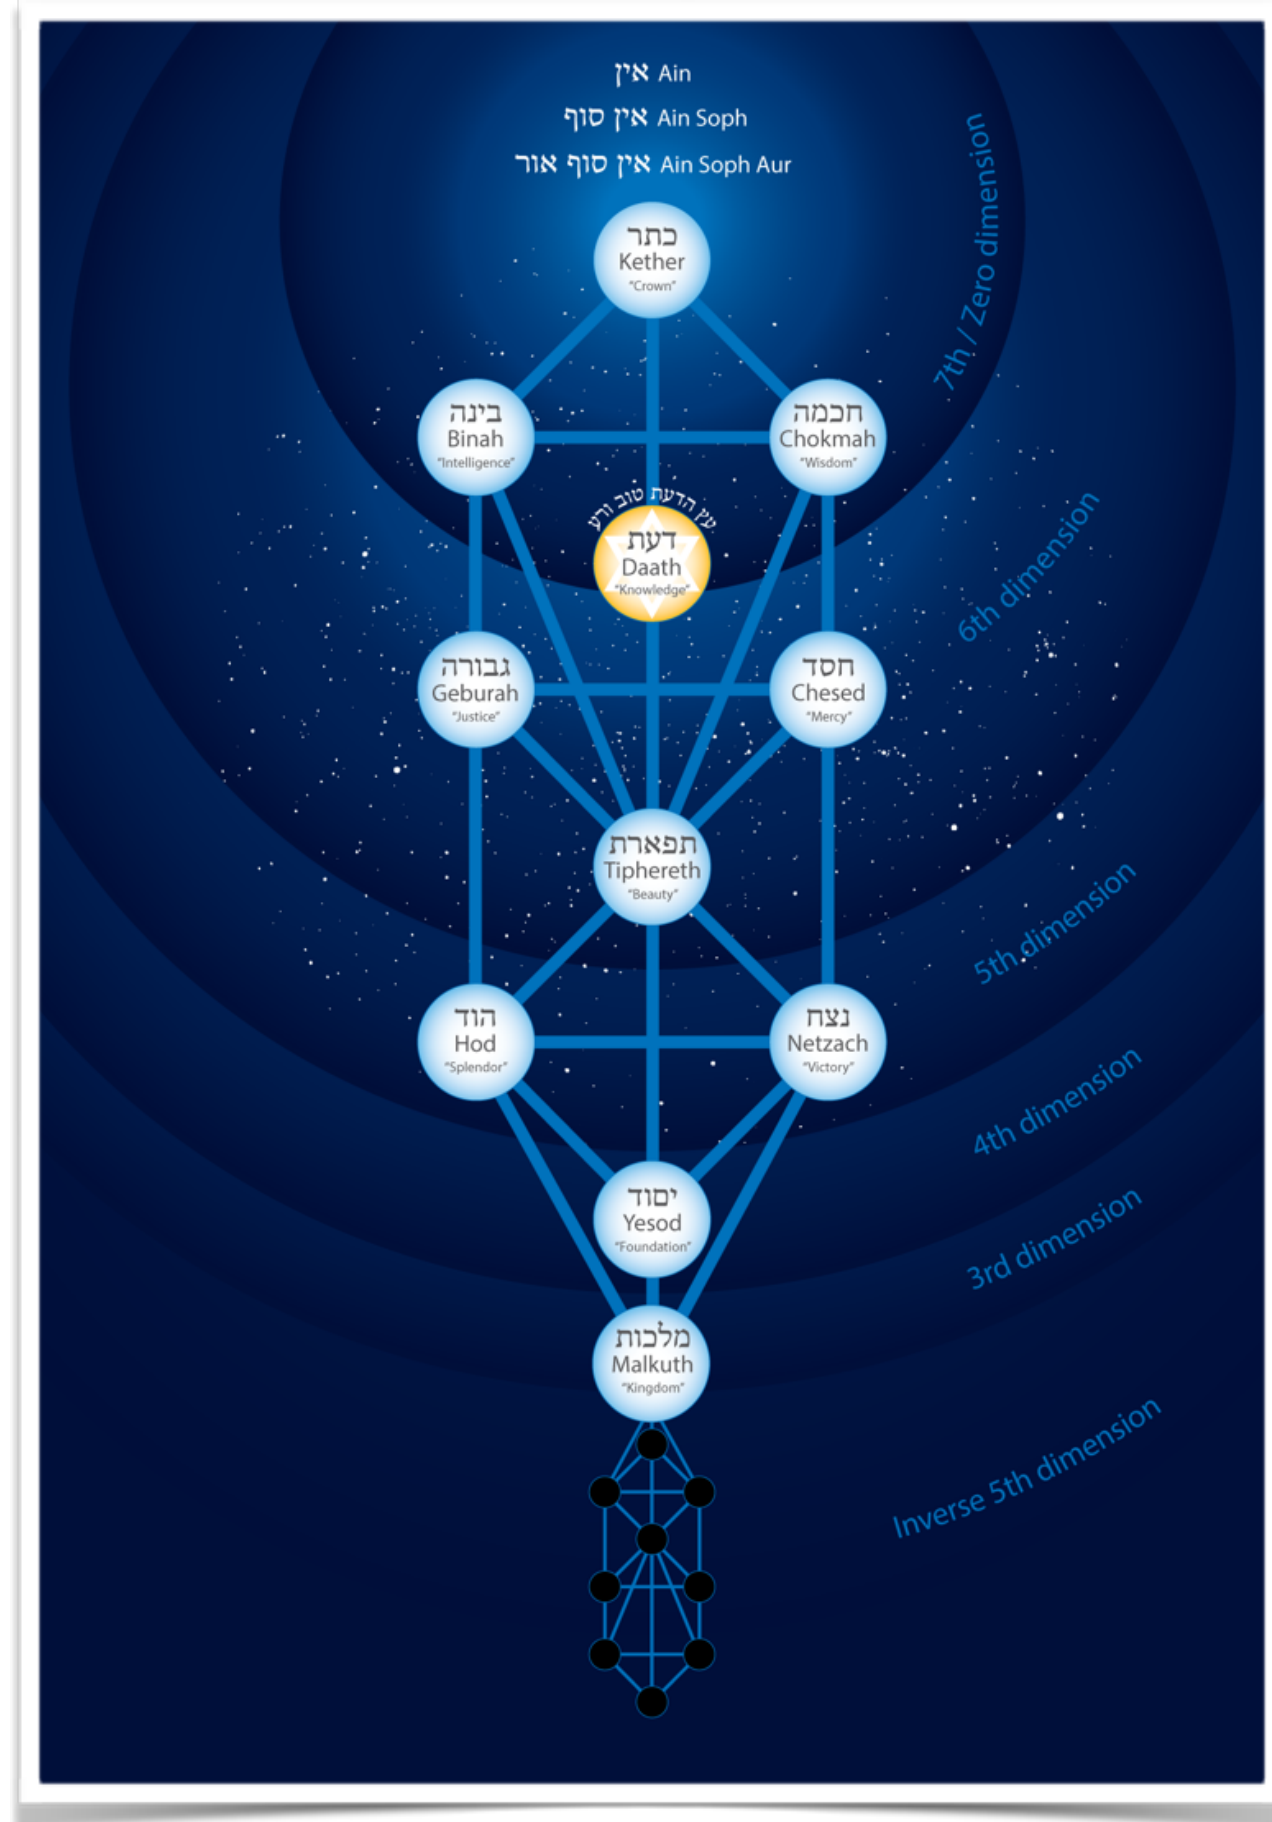 אין Ain
אין סוף Ain Soph
אין סוף אור Ain Soph Aur
כתר
Kether
"Crown"
7th / Zero dimension
בינה
Binah
"Intelligence"
חכמה
Chokmah
"Wisdom"
עץ הדעת טוב ורע
דעת
Daath
"Knowledge"
6th dimension
גבורה
Geburah
"Justice"
חסד
Chesed
"Mercy"
תפארת
Tiphereth
"Beauty"
5th dimension
הוד
Hod
"Splendor"
נצח
Netzach
"Victory"
4th dimension
יסוד
Yesod
"Foundation"
3rd dimension
מלכות
Malkuth
"Kingdom"
Inverse 5th dimension